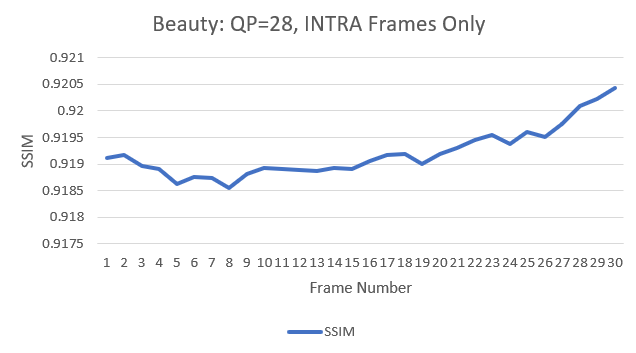 Beauty: QP=28, INTRA Frames Only
0.921
0.9205
0.92
0.9195
0.919
0.9185
0.918
0.9175
SSIM
1 2 3 4 5 6 7 8 9 10 11 12 13 14 15 16 17 18 19 20 21 22 23 24 25 26 27 28 29 30
Frame Number
SSIM